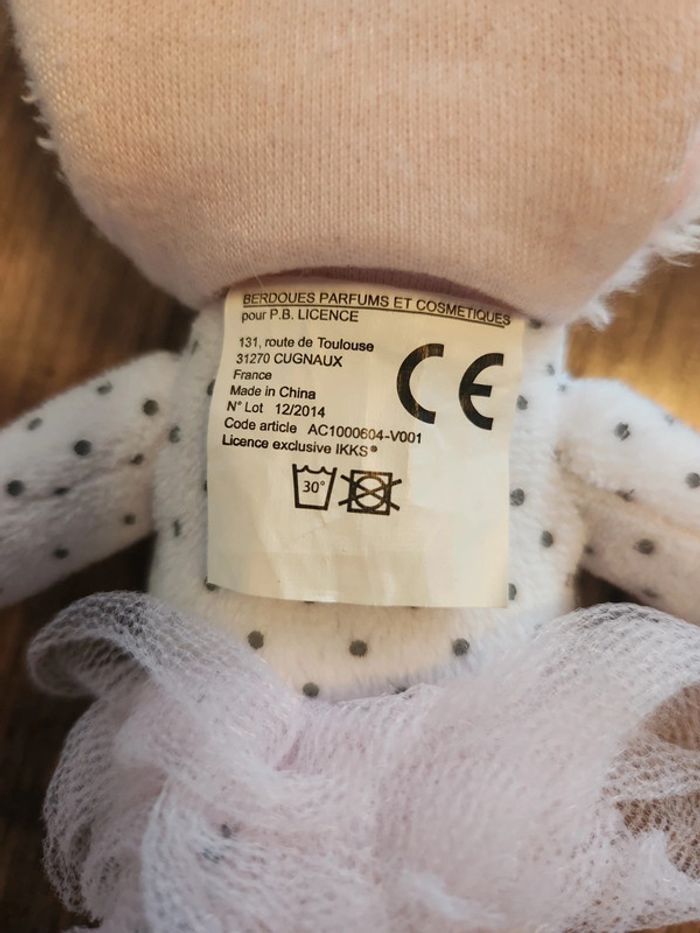 BERDOUES PARFUMS ET COSMETIQUES
pour P.B. LICENCE
131, route de Toulouse
31270 CUGNAUX
France
Made in China
N° Lot 12/2014
Code article AC1000604-V001
Licence exclusive IKKS®
CE
30°